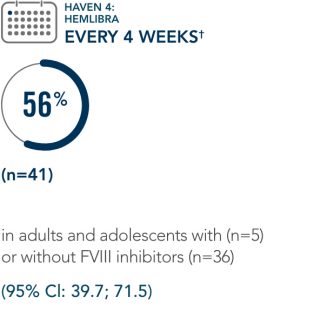 HAVEN 4:
HEMLIBRA
EVERY 4 WEEKS†
56%
(n=41)
in adults and adolescents with (n=5)
or without FVIII inhibitors (n=36)
(95% Cl: 39.7; 71.5)